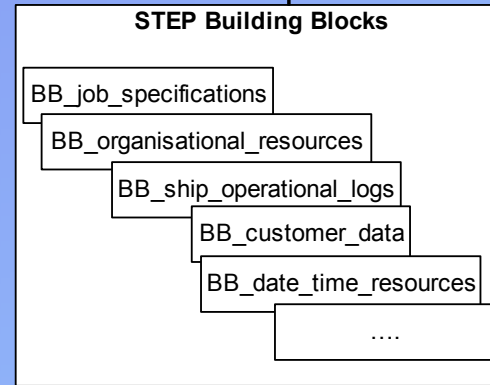 STEP Building Blocks
BB_job_specifications
BB_organisational_resources
BB_ship_operational_logs
BB_customer_data
BB_date_time_resources
....